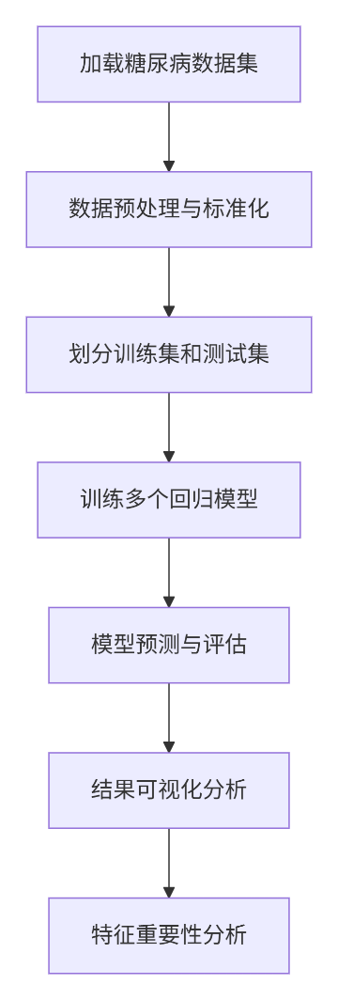 加载糖尿病数据集
数据预处理与标准化
划分训练集和测试集
训练多个回归模型
模型预测与评估
结果可视化分析
特征重要性分析